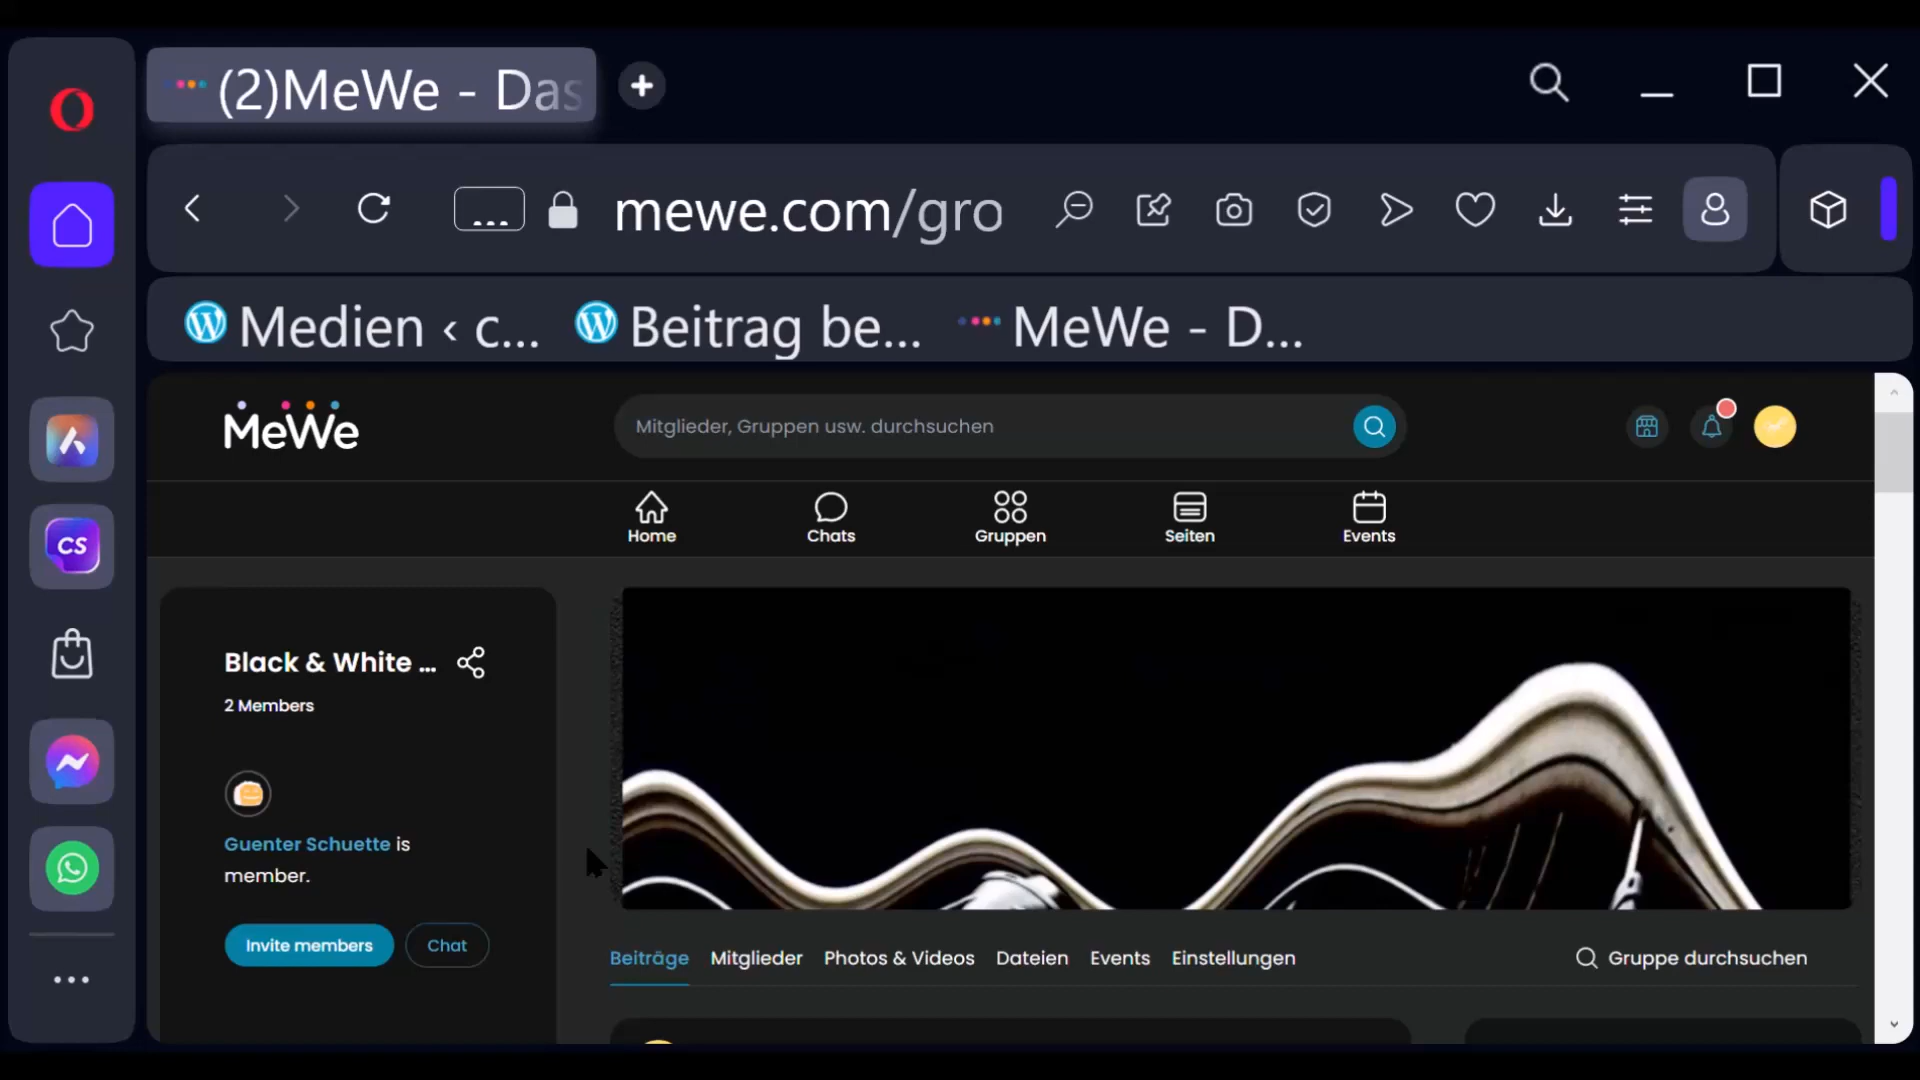 (2)MeWe - Das
mewe.com/gro
Medien ‹ c...
Beitrag be...
MeWe - D...
MeWe
Mitglieder, Gruppen usw. durchsuchen
Home
Chats
Gruppen
Seiten
Events
CS
Black & White ...
2 Members
Guenter Schuette is
member.
Invite members
Chat
Beiträge
Mitglieder
Photos & Videos
Dateien
Events
Einstellungen
Gruppe durchsuchen